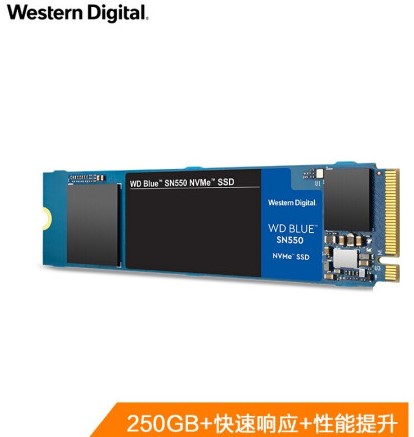 Western Digital.
WD Blue™ SN550 NVMe™ SSD
Western Digital.
WD BLUE™
SN550
NVMe™ SSD
250GB+快速响应+性能提升